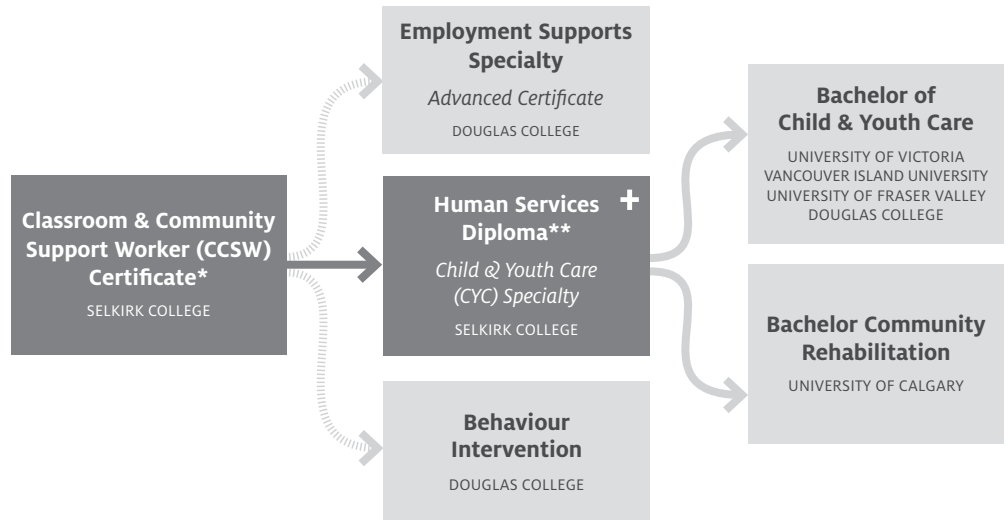 Classroom & Community
Support Worker (CCSW)
Certificate*
SELKIRK COLLEGE
Employment Supports
Specialty
Advanced Certificate
DOUGLAS COLLEGE
Human Services
Diploma**
+
Child & Youth Care
(CYC) Specialty
SELKIRK COLLEGE
Behaviour
Intervention
DOUGLAS COLLEGE
Bachelor of
Child & Youth Care
UNIVERSITY OF VICTORIA
VANCOUVER ISLAND UNIVERSITY
UNIVERSITY OF FRASER VALLEY
DOUGLAS COLLEGE
Bachelor Community
Rehabilitation
UNIVERSITY OF CALGARY